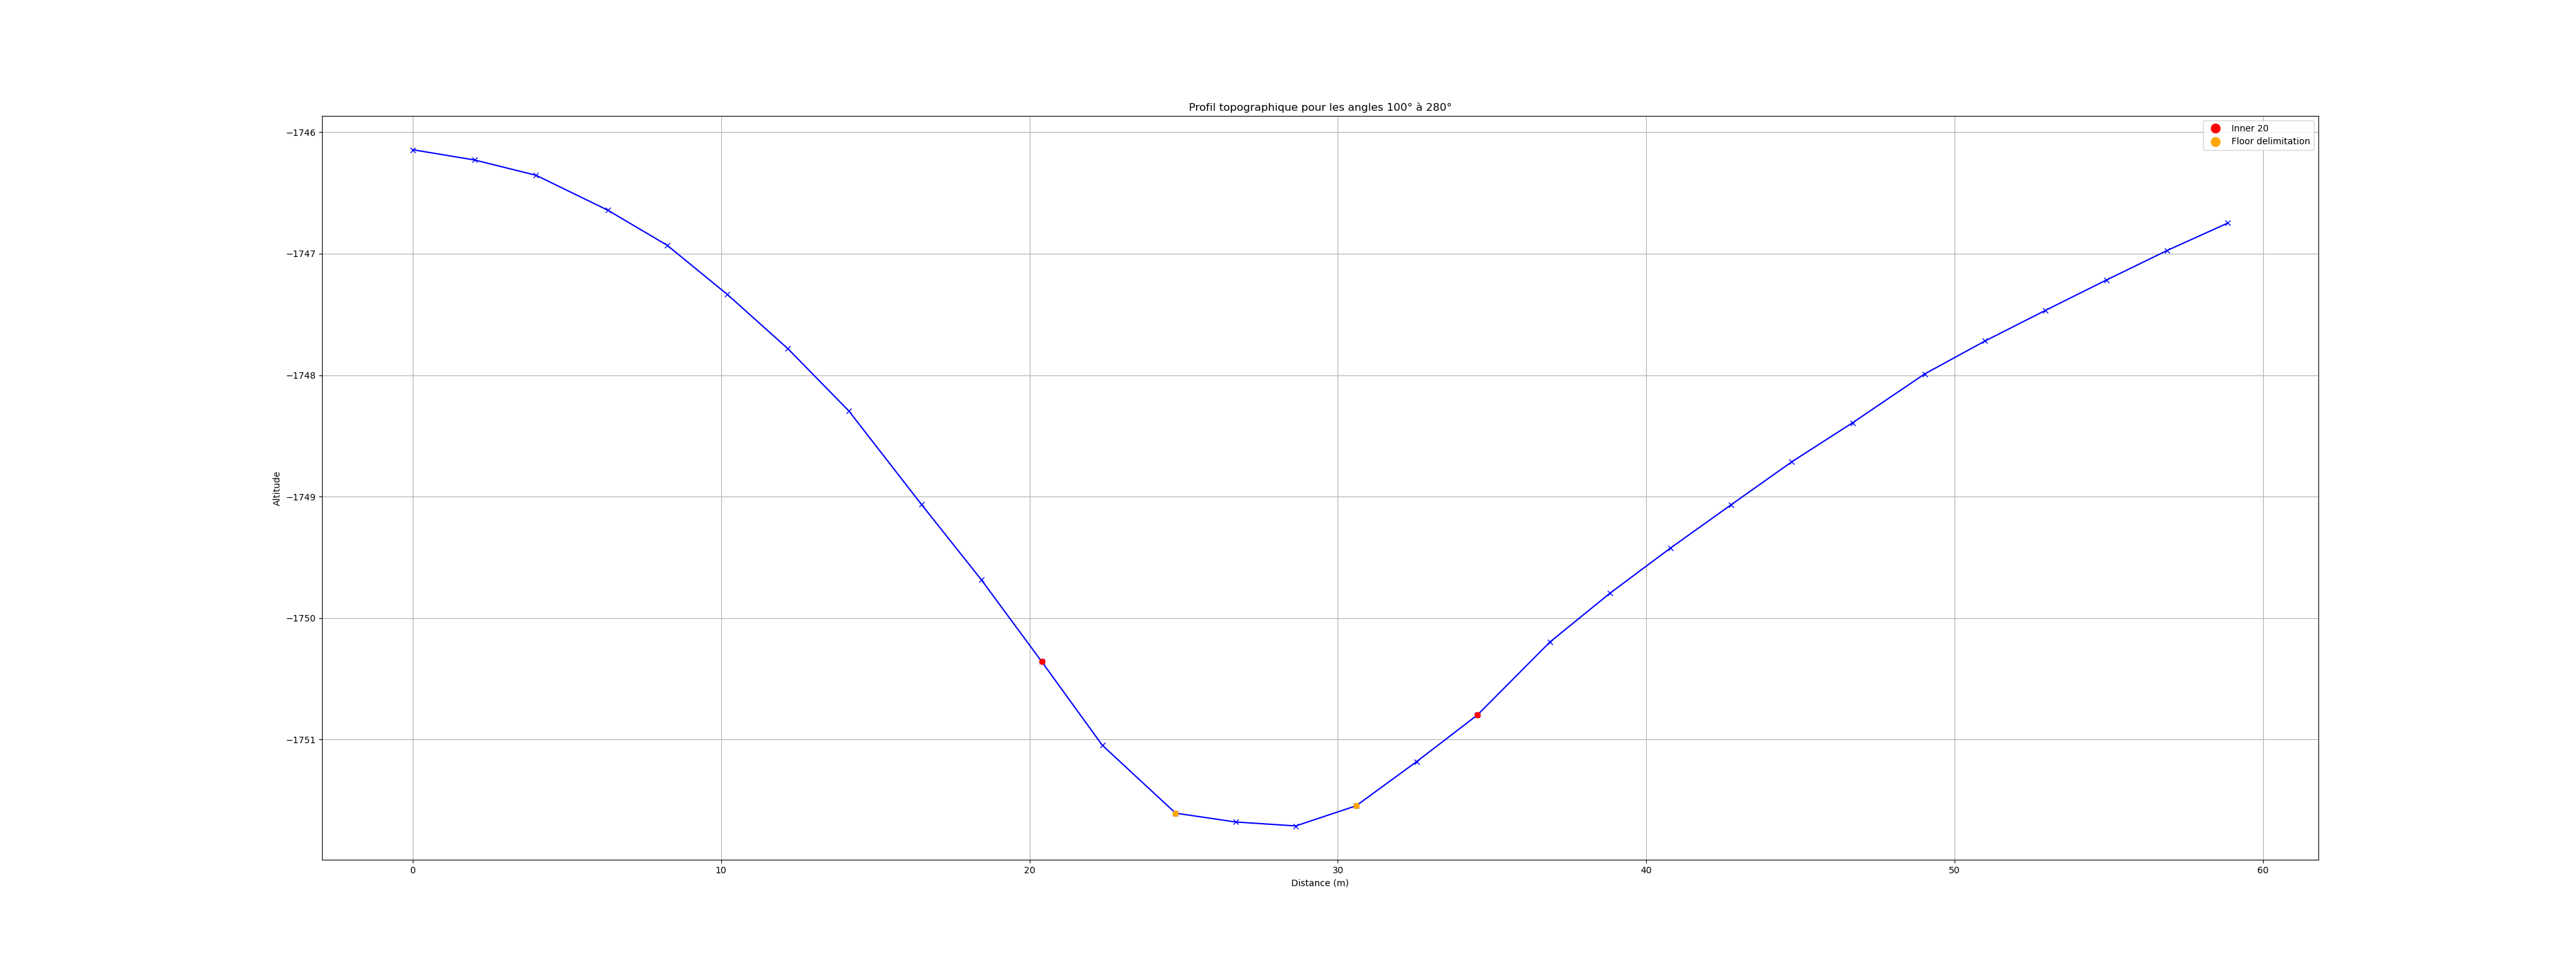 Profil topographique pour les angles 100° à 280°
Inner 20
Floor delimitation
−1746
−1747
−1748
−1749
−1750
−1751
Altitude
0 10 20 30 40 50 60
Distance (m)